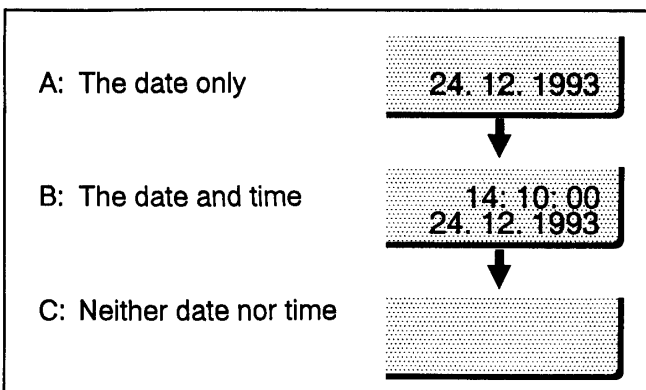 A: The date only
24. 12. 1993
B: The date and time
14: 10: 00
24. 12. 1993
C: Neither date nor time